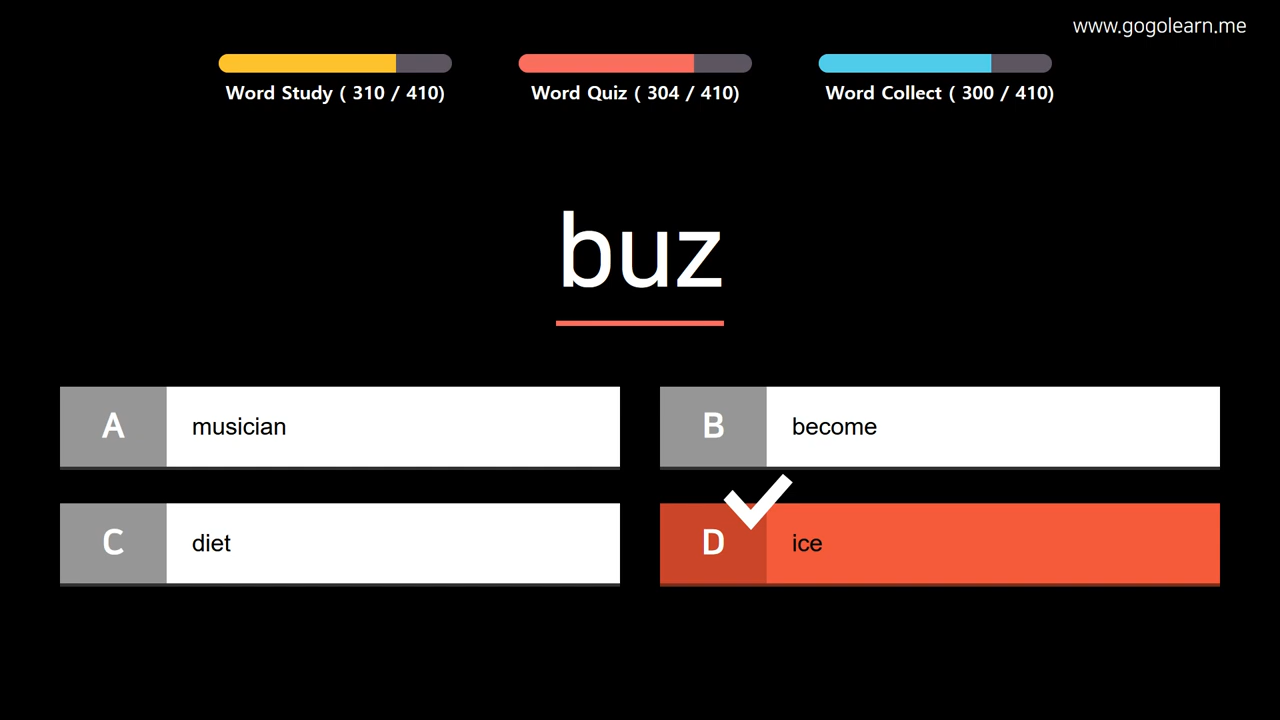 www.gogolearn.me
Word Study ( 310 / 410)
Word Quiz ( 304 / 410)
Word Collect ( 300 / 410)
buz
A musician
B become
C diet
D ice